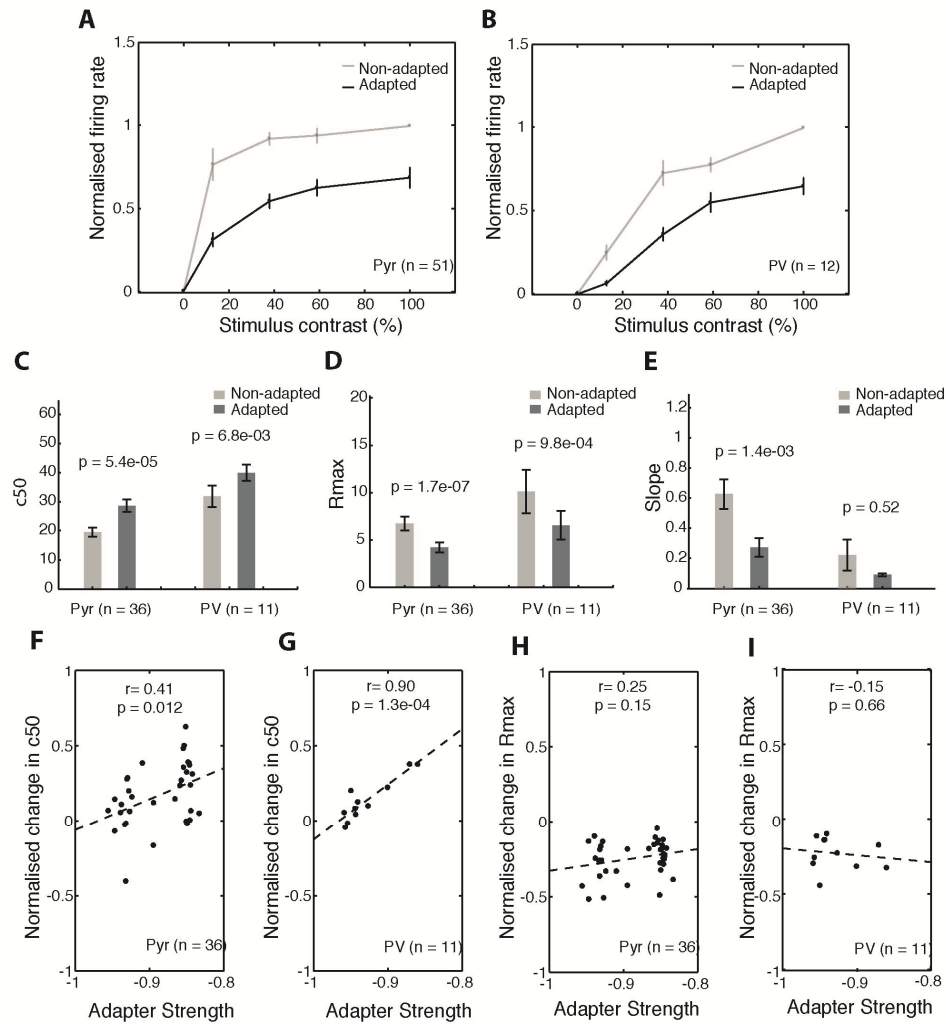 A
Normalised firing rate
1.5
1
0.5
0
Non-adapted
Adapted
Pyr (n = 51)
0 20 40 60 80 100
Stimulus contrast (%)
B
Normalised firing rate
1.5
1
0.5
0
Non-adapted
Adapted
PV (n = 12)
0 20 40 60 80 100
Stimulus contrast (%)
C
c50
60
50
40
30
20
10
0
Non-adapted
Adapted
p = 5.4e-05
p = 6.8e-03
Pyr (n = 36) PV (n = 11)
D
Rmax
20
15
10
5
0
Non-adapted
Adapted
p = 1.7e-07
p = 9.8e-04
Pyr (n = 36) PV (n = 11)
E
Slope
1.2
1
0.8
0.6
0.4
0.2
0
Non-adapted
Adapted
p = 1.4e-03
p = 0.52
Pyr (n = 36) PV (n = 11)
F
Normalised change in c50
1
0.5
0
-0.5
-1
r= 0.41
p = 0.012
Pyr (n = 36)
-1 -0.9 -0.8
Adapter Strength
G
Normalised change in c50
1
0.5
0
-0.5
-1
r= 0.90
p = 1.3e-04
PV (n = 11)
-1 -0.9 -0.8
Adapter Strength
H
Normalised change in Rmax
1
0.5
0
-0.5
-1
r= 0.25
p = 0.15
Pyr (n = 36)
-1 -0.9 -0.8
Adapter Strength
I
Normalised change in Rmax
1
0.5
0
-0.5
-1
r= -0.15
p = 0.66
PV (n = 11)
-1 -0.9 -0.8
Adapter Strength